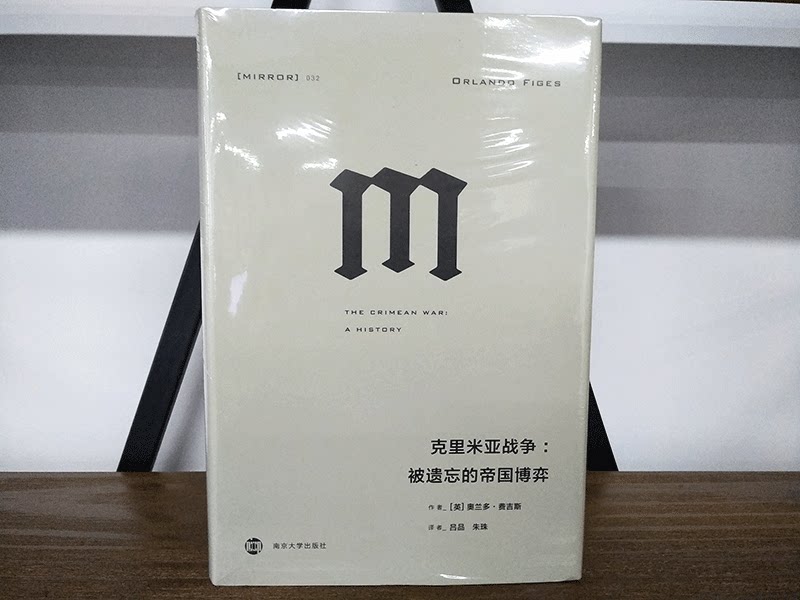 [MIRROR] 032
ORLANDO FIGES
m
THE CRIMEAN WAR:
A HISTORY
克里米亚战争：
被遗忘的帝国博弈
作者_ [英] 奥兰多·费吉斯
译者_ 吕品 朱珠
南京大学出版社